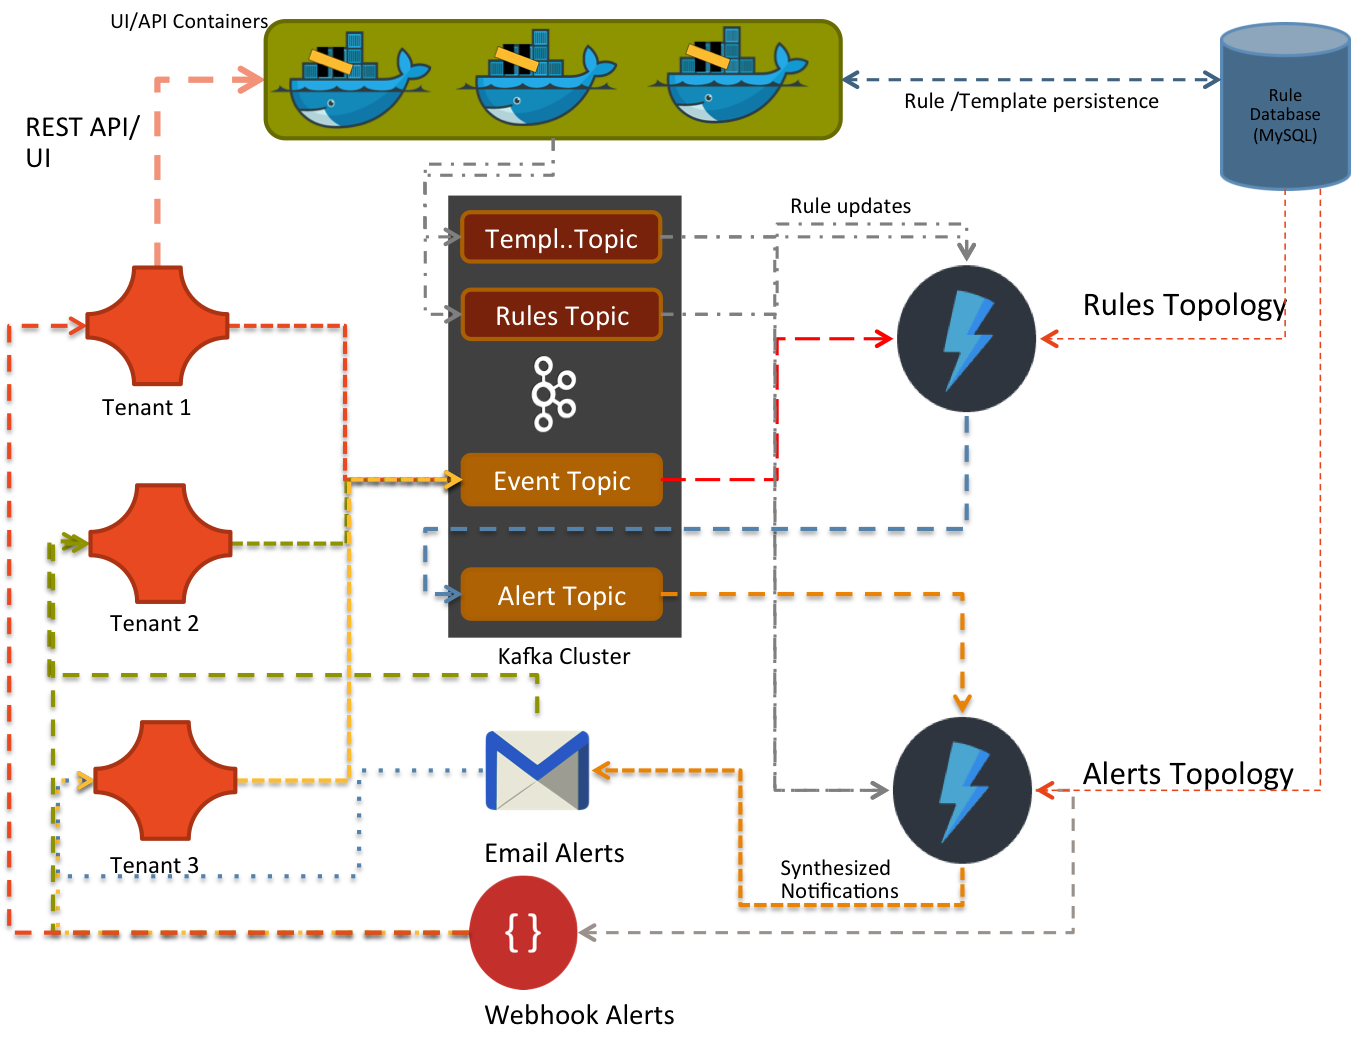 UI/API Containers
Rule
Database
(MySQL)
Rule /Template persistence
REST API/
UI
Rule updates
Templ..Topic
Rules Topology
Rules Topic
Tenant 1
Event Topic
Alert Topic
Tenant 2
Kafka Cluster
Alerts Topology
Email Alerts
Tenant 3
Synthesized
Notifications
{ }
Webhook Alerts